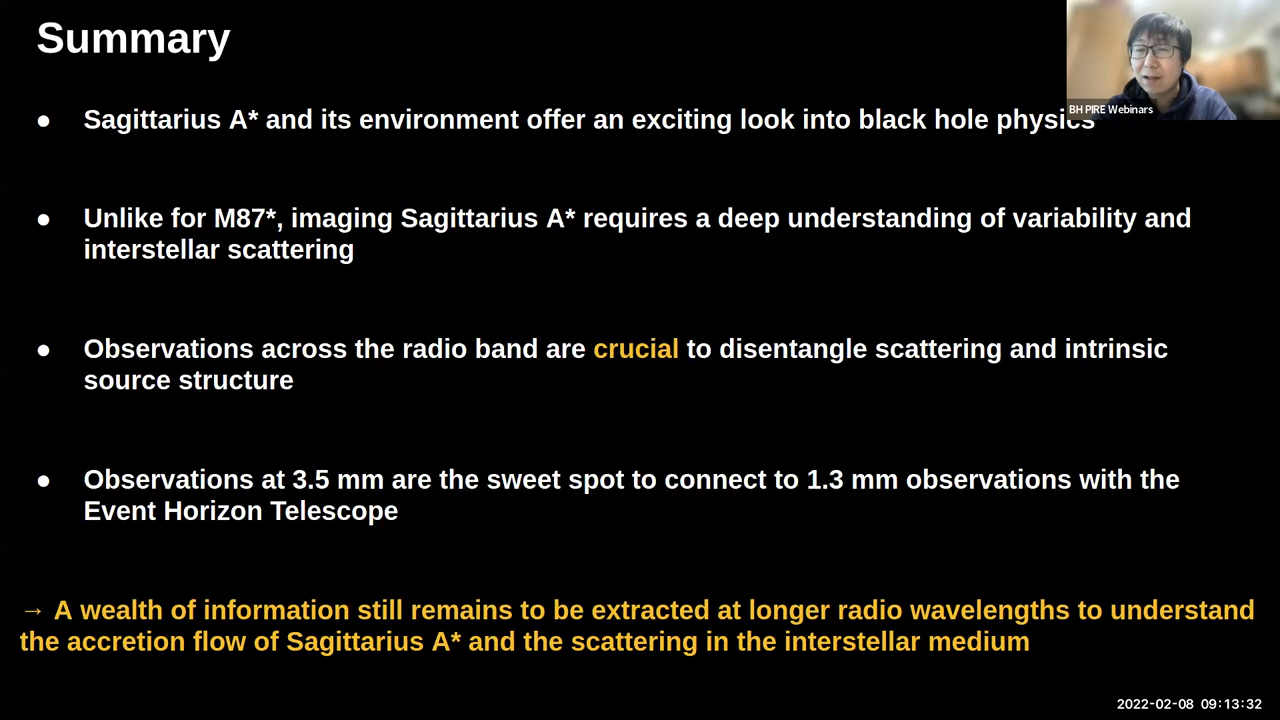 Summary
BH PIRE Webinars
● Sagittarius A* and its environment offer an exciting look into black hole physics
● Unlike for M87*, imaging Sagittarius A* requires a deep understanding of variability and
interstellar scattering
● Observations across the radio band are crucial to disentangle scattering and intrinsic
source structure
● Observations at 3.5 mm are the sweet spot to connect to 1.3 mm observations with the
Event Horizon Telescope
→ A wealth of information still remains to be extracted at longer radio wavelengths to understand
the accretion flow of Sagittarius A* and the scattering in the interstellar medium
2022-02-08 09:13:32